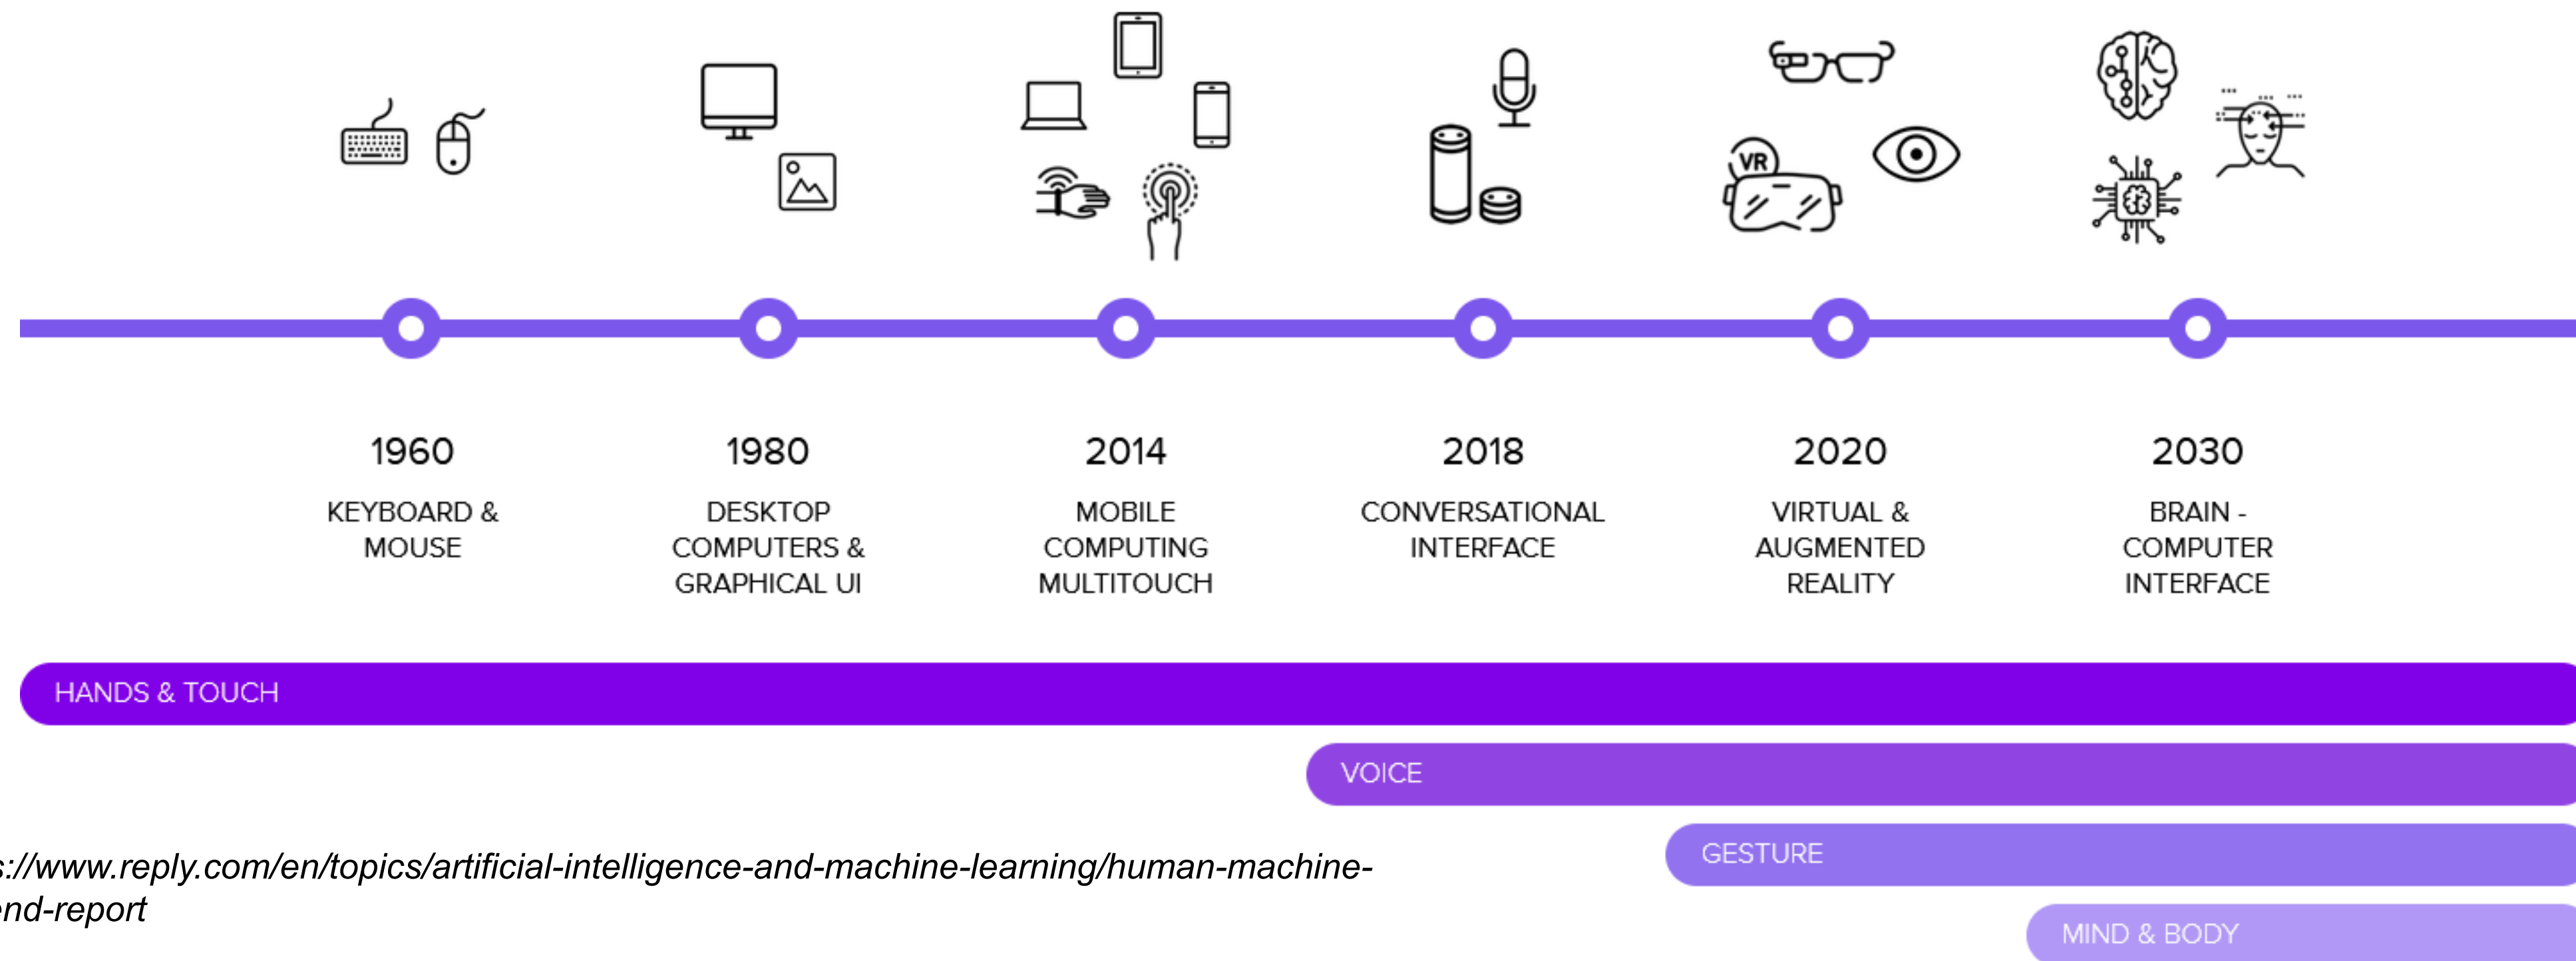 VR
1960
KEYBOARD &
MOUSE
1980
DESKTOP
COMPUTERS &
GRAPHICAL UI
2014
MOBILE
COMPUTING
MULTITOUCH
2018
CONVERSATIONAL
INTERFACE
2020
VIRTUAL &
AUGMENTED
REALITY
2030
BRAIN -
COMPUTER
INTERFACE
HANDS & TOUCH
VOICE
GESTURE
s://www.reply.com/en/topics/artificial-intelligence-and-machine-learning/human-machine-
end-report
MIND & BODY